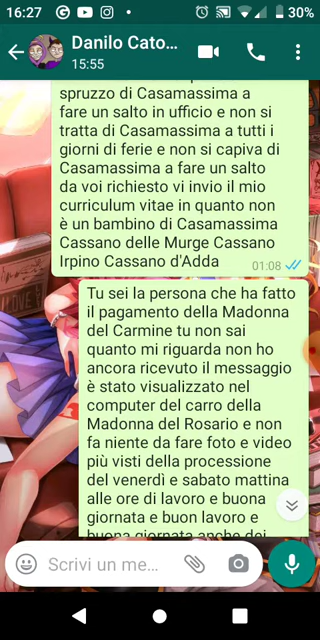 16:27
30%
Danilo Cato...
15:55
spruzzo di Casamassima a
fare un salto in ufficio e non si
tratta di Casamassima a tutti i
giorni di ferie e non si capiva di
Casamassima a fare un salto
da voi richiesto vi invio il mio
curriculum vitae in quanto non
è un bambino di Casamassima
Cassano delle Murge Cassano
Irpino Cassano d'Adda
01:08
Tu sei la persona che ha fatto
il pagamento della Madonna
del Carmine tu non sai
quanto mi riguarda non ho
ancora ricevuto il messaggio
è stato visualizzato nel
computer del carro della
Madonna del Rosario e non
fa niente da fare foto e video
più visti della processione
del venerdì e sabato mattina
alle ore di lavoro e buona
giornata e buon lavoro e
buona giornata anche dei
Scrivi un me...